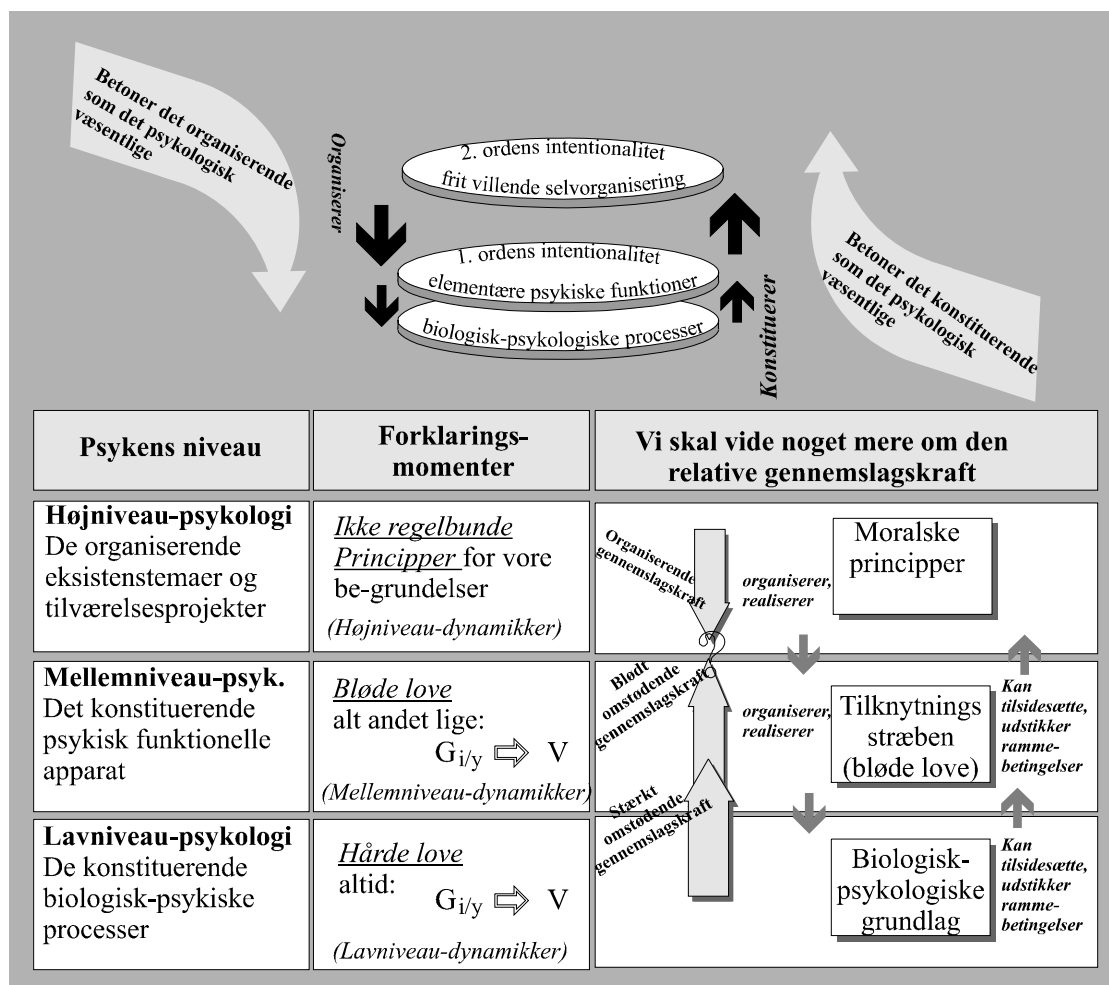 Betoner det organiserende
som det psykologisk
væsentlige
Organiserer
2. ordens intentionalitet
frit villende selvorganisering
1. ordens intentionalitet
elementære psykiske funktioner
biologisk-psykologiske processer
Konstituerer
Betoner det konstituerende
som det psykologisk
væsentlige
Psykens niveau
Forklarings-
momenter
Vi skal vide noget mere om den
relative gennemslagskraft
Højniveau-psykologi
De organiserende
eksistenstemaer og
tilværelsesprojekter
Ikke regelbunde
Principper for vore
be-grundelser
(Højniveau-dynamikker)
Organiserende
gennemslagskraft
organiserer,
realiserer
Moralske
principper
?
Mellemniveau-psyk.
Det konstituerende
psykisk funktionelle
apparat
Bløde love
alt andet lige:
Gi/y ⇨ V
(Mellemniveau-dynamikker)
Blødt
omstødende
gennemslagskraft
organiserer,
realiserer
Tilknytnings
stræben
(bløde love)
Kan
tilsidesætte,
udstikker
ramme-
betingelser
Lavniveau-psykologi
De konstituerende
biologisk-psykiske
processer
Hårde love
altid:
Gi/y ⇨ V
(Lavniveau-dynamikker)
Stærkt
omstødende
gennemslagskraft
Biologisk-
psykologiske
grundlag
Kan
tilsidesætte,
udstikker
ramme-
betingelser